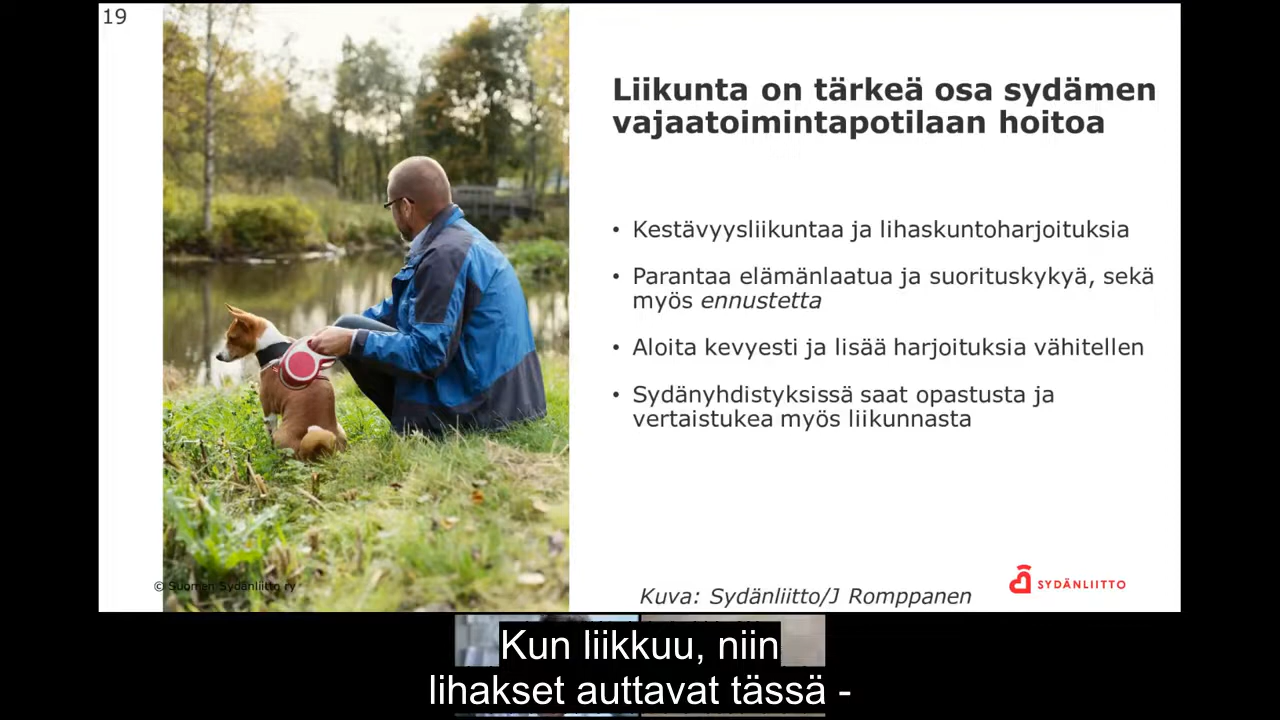 19
Liikunta on tärkeä osa sydämen
vajaatoimintapotilaan hoitoa
• Kestävyysliikuntaa ja lihaskuntoharjoituksia
• Parantaa elämänlaatua ja suorituskykyä, sekä
myös ennustetta
• Aloita kevyesti ja lisää harjoituksia vähitellen
• Sydänyhdistyksissä saat opastusta ja
vertaistukea myös liikunnasta
© Suomen Sydänliitto ry
Kuva: Sydänliitto/J Romppanen
SYDÄNLIITTO
Kun liikkuu, niin
lihakset auttavat tässä -